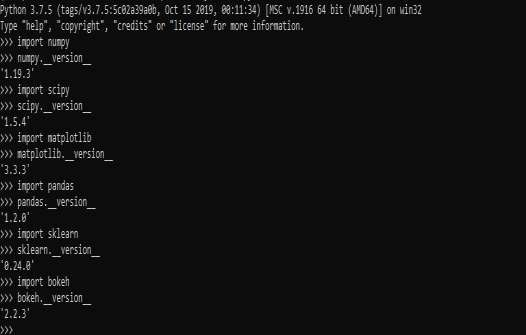 Python 3.7.5 (tags/v3.7.5:5c02a39a0b, Oct 15 2019, 00:11:34) [MSC v.1916 64 bit (AMD64)] on win32
Type "help", "copyright", "credits" or "license" for more information.
>>> import numpy
>>> numpy.__version__
'1.19.3'
>>> import scipy
>>> scipy.__version__
'1.5.4'
>>> import matplotlib
>>> matplotlib.__version__
'3.3.3'
>>> import pandas
>>> pandas.__version__
'1.2.0'
>>> import sklearn
>>> sklearn.__version__
'0.24.0'
>>> import bokeh
>>> bokeh.__version__
'2.2.3'
>>>